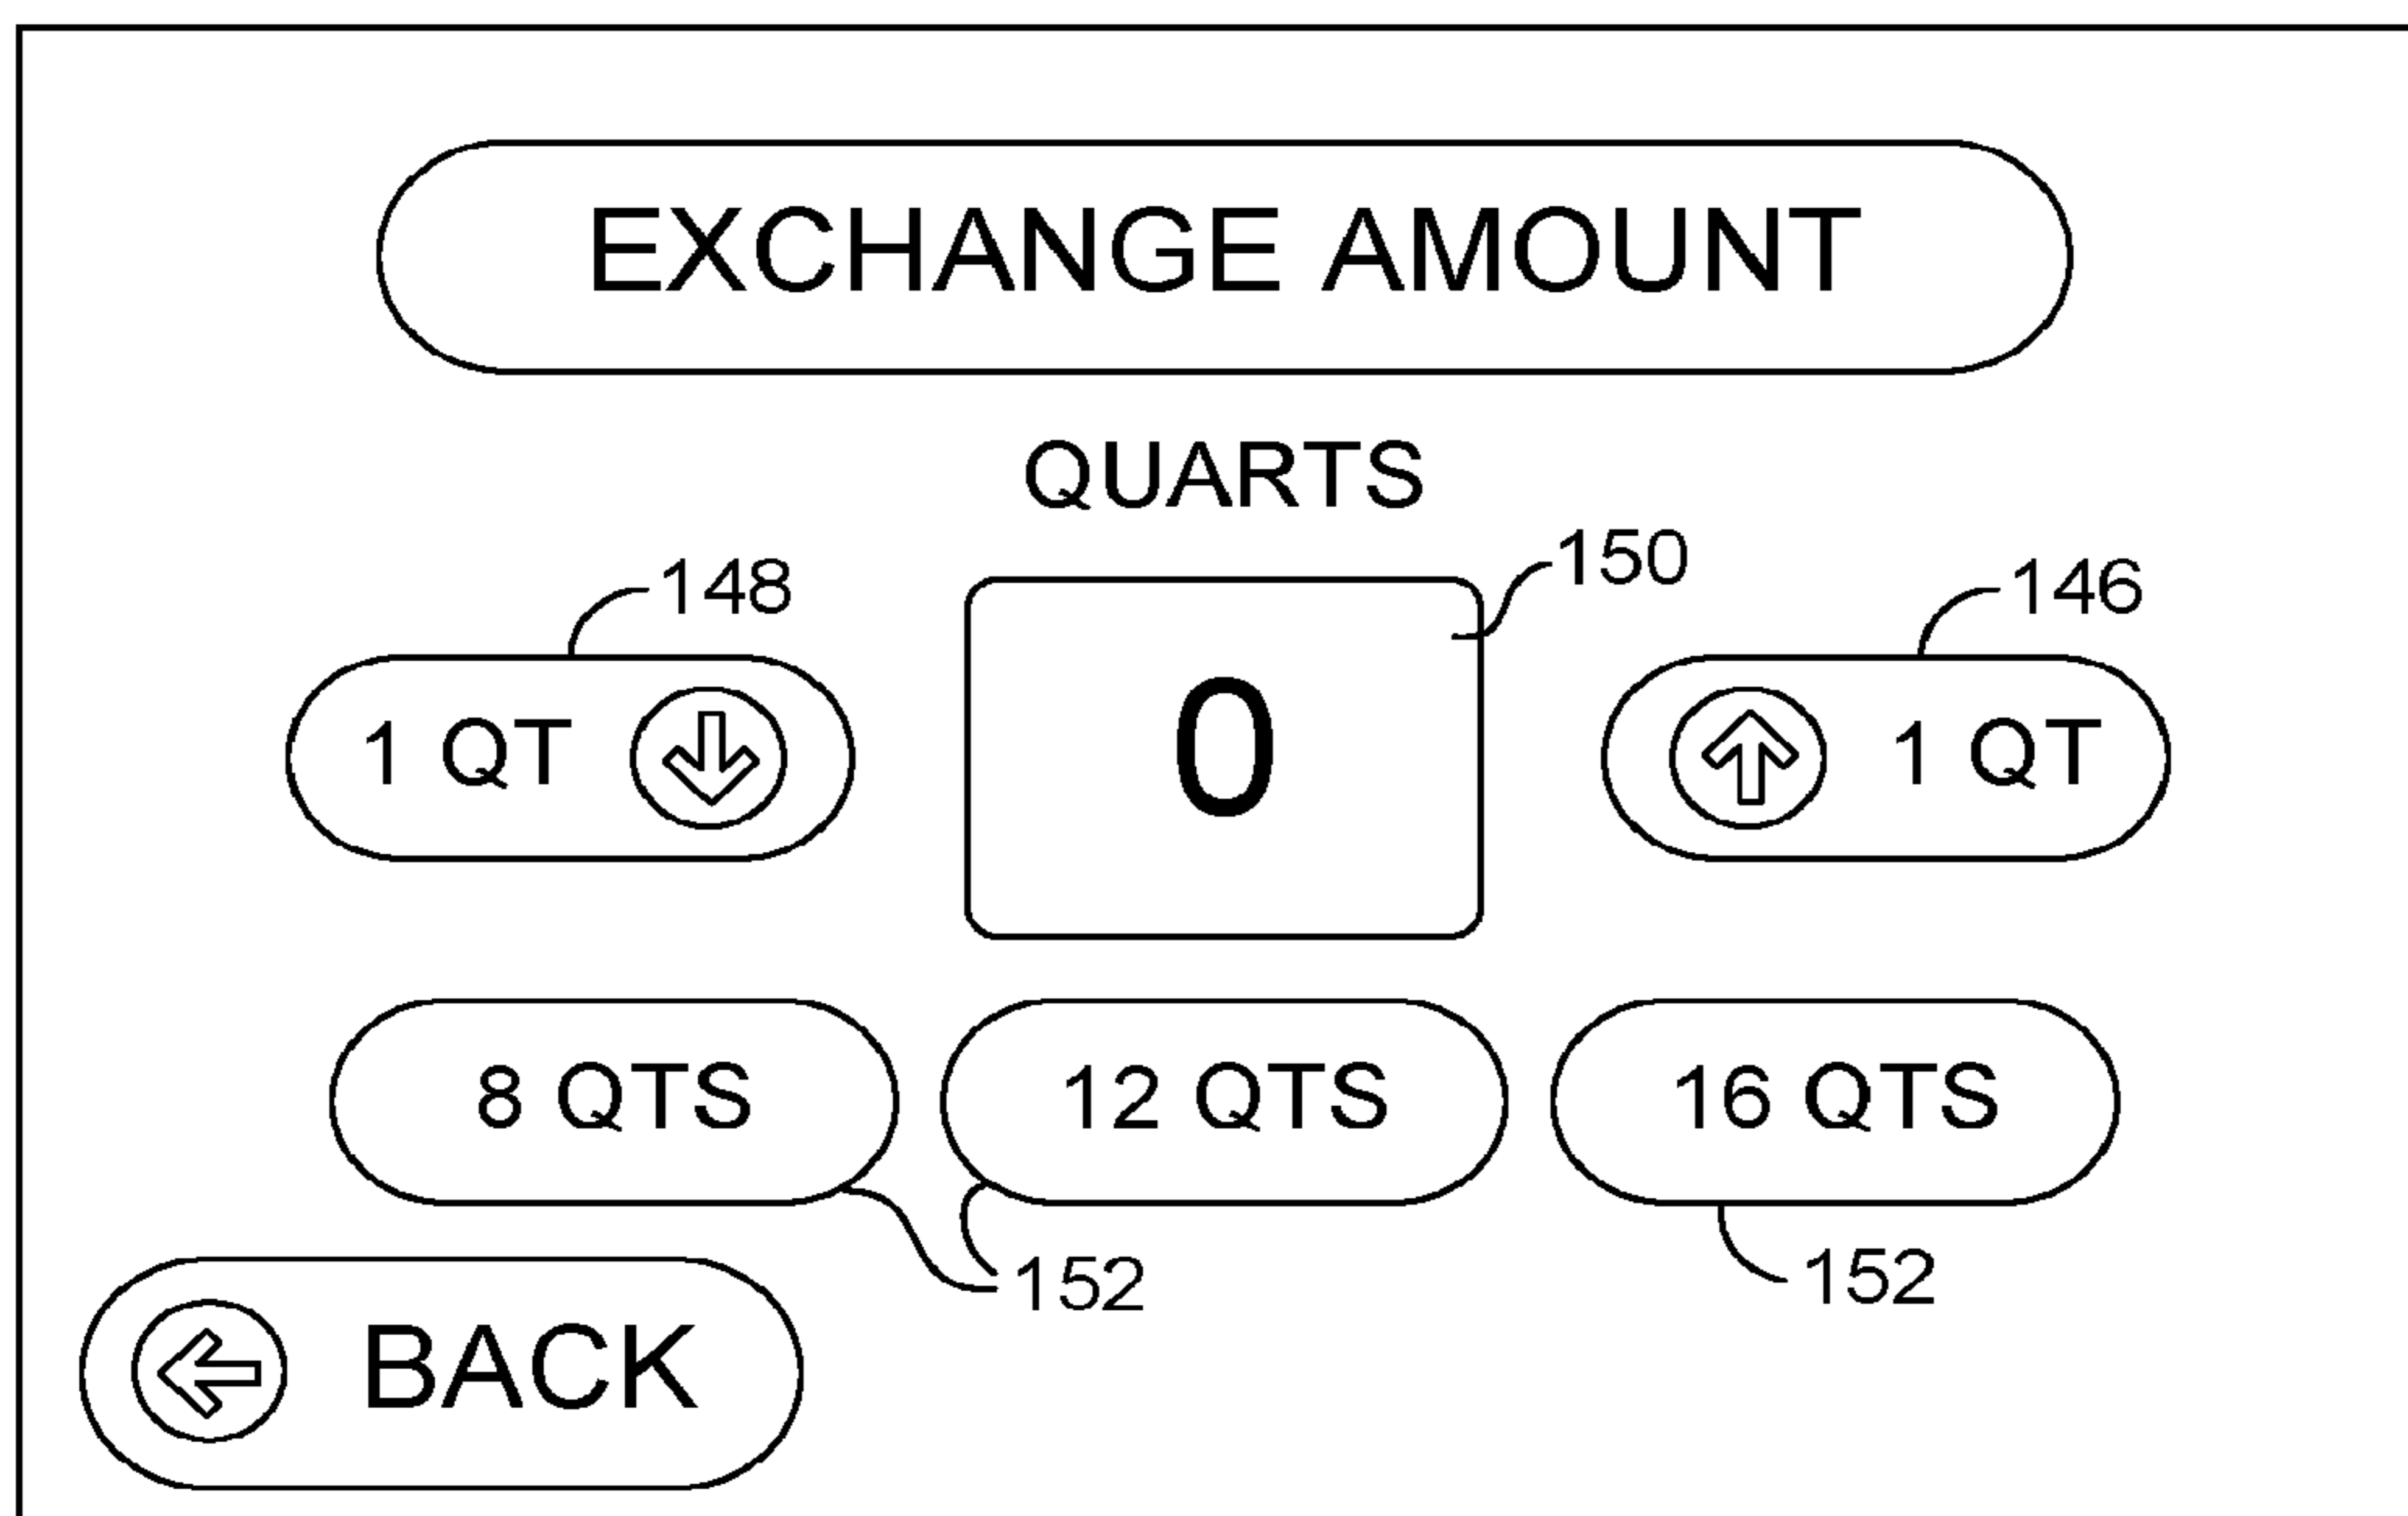 EXCHANGE AMOUNT
QUARTS
150
148
146
1 QT
0
1 QT
8 QTS
12 QTS
16 QTS
152
152
BACK